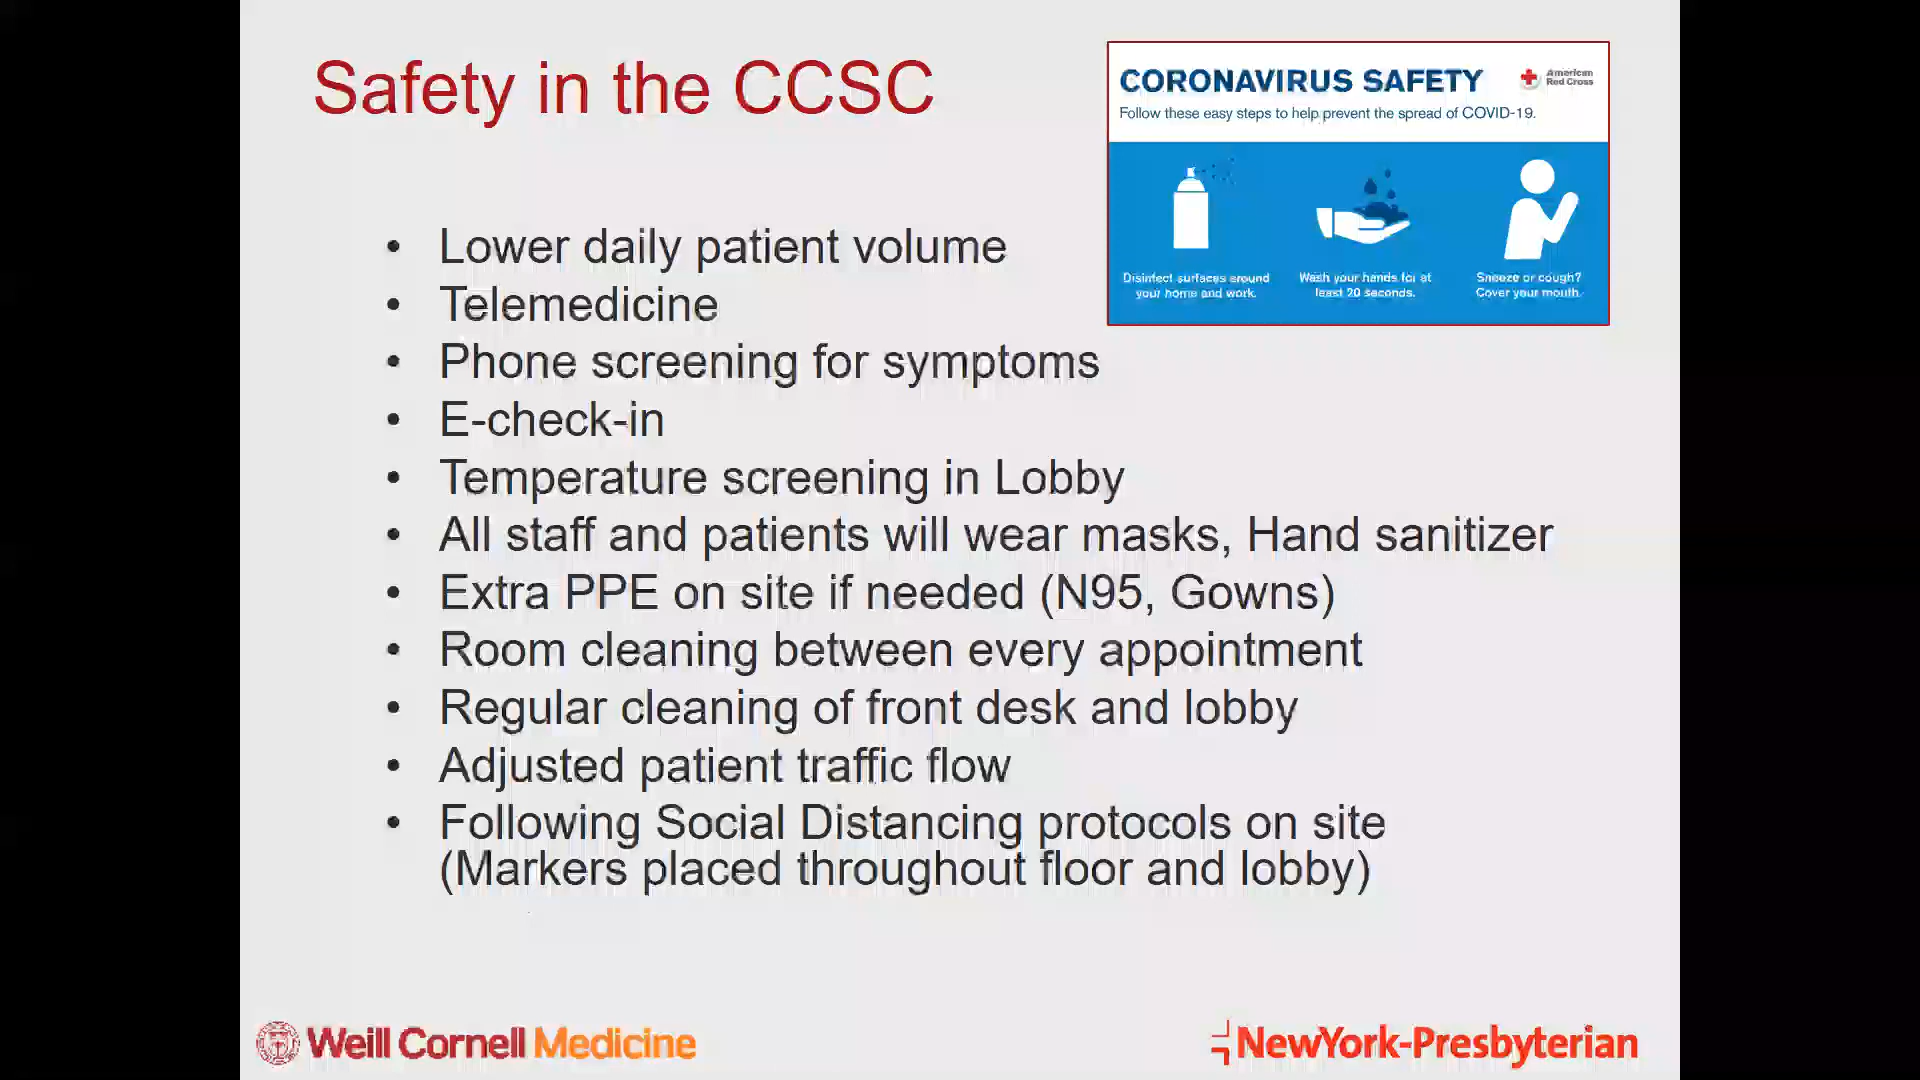 Safety in the CCSC
CORONAVIRUS SAFETY
American
Red Cross
Follow these easy steps to help prevent the spread of COVID-19.
Disinfect surfaces around
your home and work.
Wash your hands for at
least 20 seconds.
Sneeze or cough?
Cover your mouth.
• Lower daily patient volume
• Telemedicine
• Phone screening for symptoms
• E-check-in
• Temperature screening in Lobby
• All staff and patients will wear masks, Hand sanitizer
• Extra PPE on site if needed (N95, Gowns)
• Room cleaning between every appointment
• Regular cleaning of front desk and lobby
• Adjusted patient traffic flow
• Following Social Distancing protocols on site
(Markers placed throughout floor and lobby)
Weill Cornell Medicine
NewYork-Presbyterian